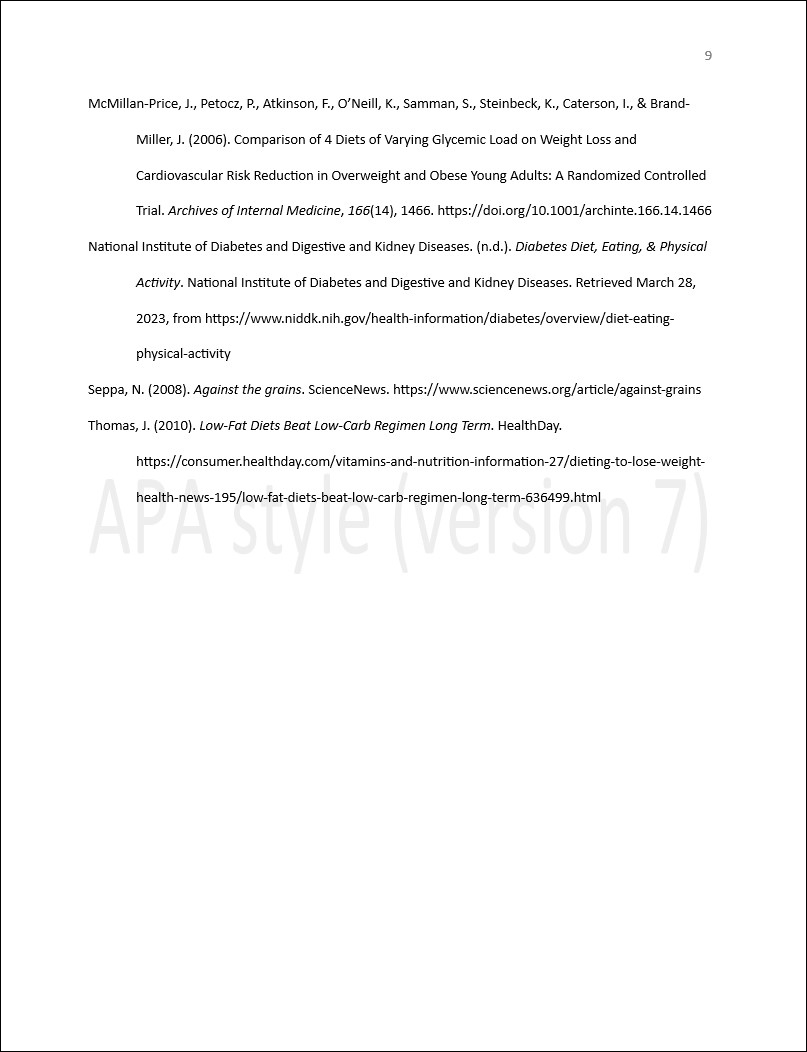 9
McMillan-Price, J., Petocz, P., Atkinson, F., O’Neill, K., Samman, S., Steinbeck, K., Caterson, I., & Brand-
Miller, J. (2006). Comparison of 4 Diets of Varying Glycemic Load on Weight Loss and
Cardiovascular Risk Reduction in Overweight and Obese Young Adults: A Randomized Controlled
Trial. Archives of Internal Medicine, 166(14), 1466. https://doi.org/10.1001/archinte.166.14.1466
National Institute of Diabetes and Digestive and Kidney Diseases. (n.d.). Diabetes Diet, Eating, & Physical
Activity. National Institute of Diabetes and Digestive and Kidney Diseases. Retrieved March 28,
2023, from https://www.niddk.nih.gov/health-information/diabetes/overview/diet-eating-
physical-activity
Seppa, N. (2008). Against the grains. ScienceNews. https://www.sciencenews.org/article/against-grains
Thomas, J. (2010). Low-Fat Diets Beat Low-Carb Regimen Long Term. HealthDay.
https://consumer.healthday.com/vitamins-and-nutrition-information-27/dieting-to-lose-weight-
health-news-195/low-fat-diets-beat-low-carb-regimen-long-term-636499.html
APA style (version 7)